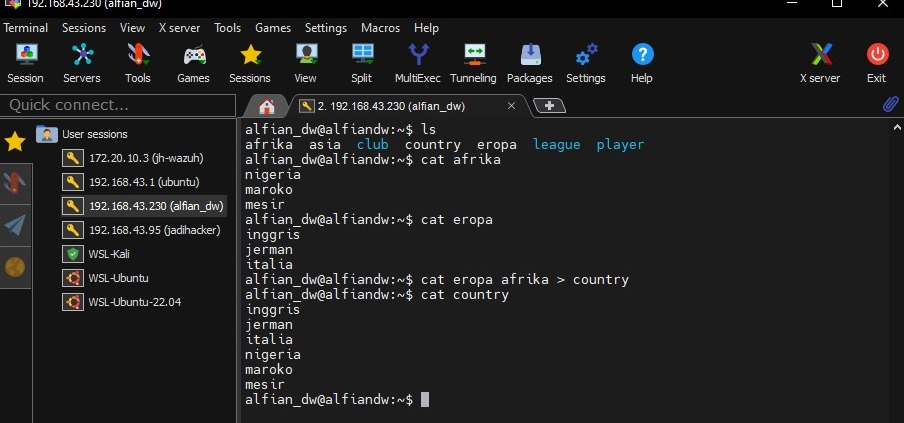 192.168.43.230 (alfian_dw)
Terminal Sessions View X server Tools Games Settings Macros Help
Session Servers Tools Games Sessions View Split MultiExec Tunneling Packages Settings Help X server Exit
Quick connect...
2. 192.168.43.230 (alfian_dw)
User sessions
172.20.10.3 (jh-wazuh)
192.168.43.1 (ubuntu)
192.168.43.230 (alfian_dw)
192.168.43.95 (jadihacker)
WSL-Kali
WSL-Ubuntu
WSL-Ubuntu-22.04
alfian_dw@alfiandw:~$ ls
afrika asia club country eropa league player
alfian_dw@alfiandw:~$ cat afrika
nigeria
maroko
mesir
alfian_dw@alfiandw:~$ cat eropa
inggris
jerman
italia
alfian_dw@alfiandw:~$ cat eropa afrika > country
alfian_dw@alfiandw:~$ cat country
inggris
jerman
italia
nigeria
maroko
mesir
alfian_dw@alfiandw:~$